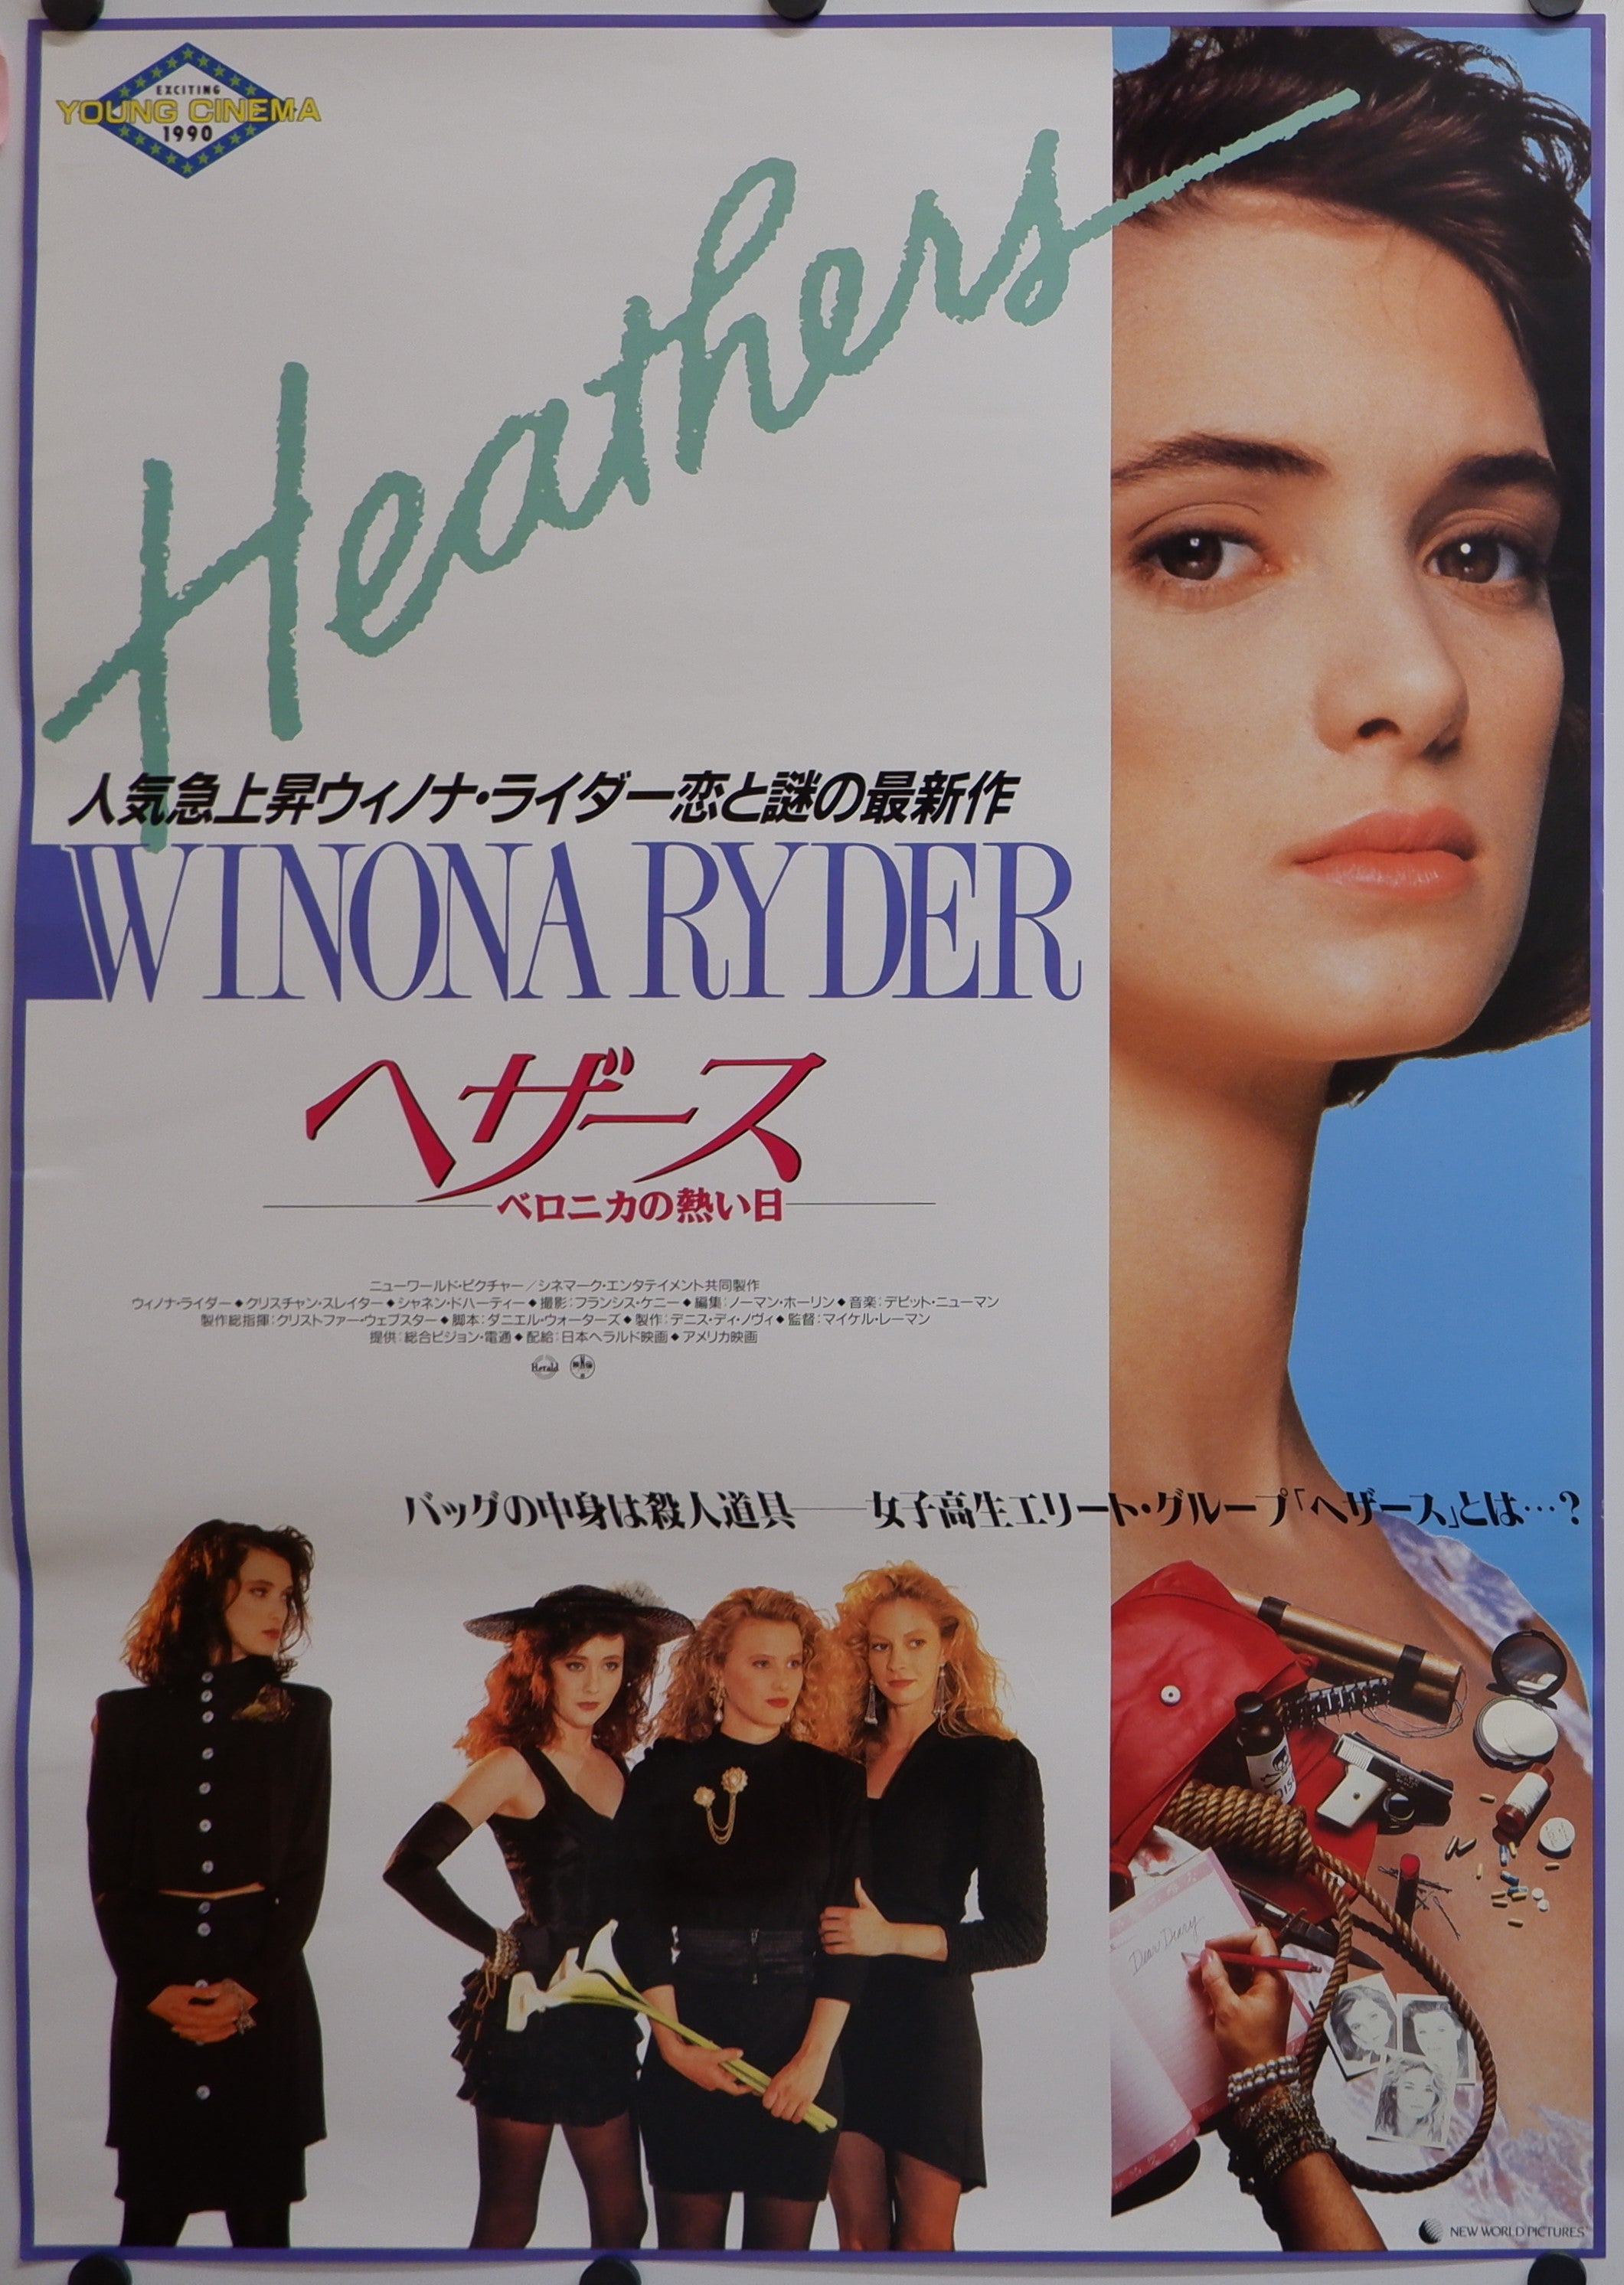 EXCITING
YOUNG CINEMA
1990
Heathers
人気急上昇ウィノナ・ライダー恋と謎の最新作
WINONA RYDER
ヘザース
ベロニカの熱い日
ニューワールド・ピクチャー／シネマーク・エンタテイメント共同製作
ウィノナ・ライダー◆クリスチャン・スレイター◆シャネン・ドハーティー◆撮影：フランシス・ケニー◆編集：ノーマン・ホーリン◆音楽：デビット・ニューマン
製作総指揮：クリストファー・ウェブスター◆脚本：ダニエル・ウォーターズ◆製作：デニス・ディ・ノヴィ◆監督：マイケル・レーマン
提供：総合ビジョン・電通◆配給：日本ヘラルド映画◆アメリカ映画
Herald
バッグの中身は殺人道具——女子高生エリート・グループ「ヘザース」とは…？
Dear Diary
NEW WORLD PICTURES